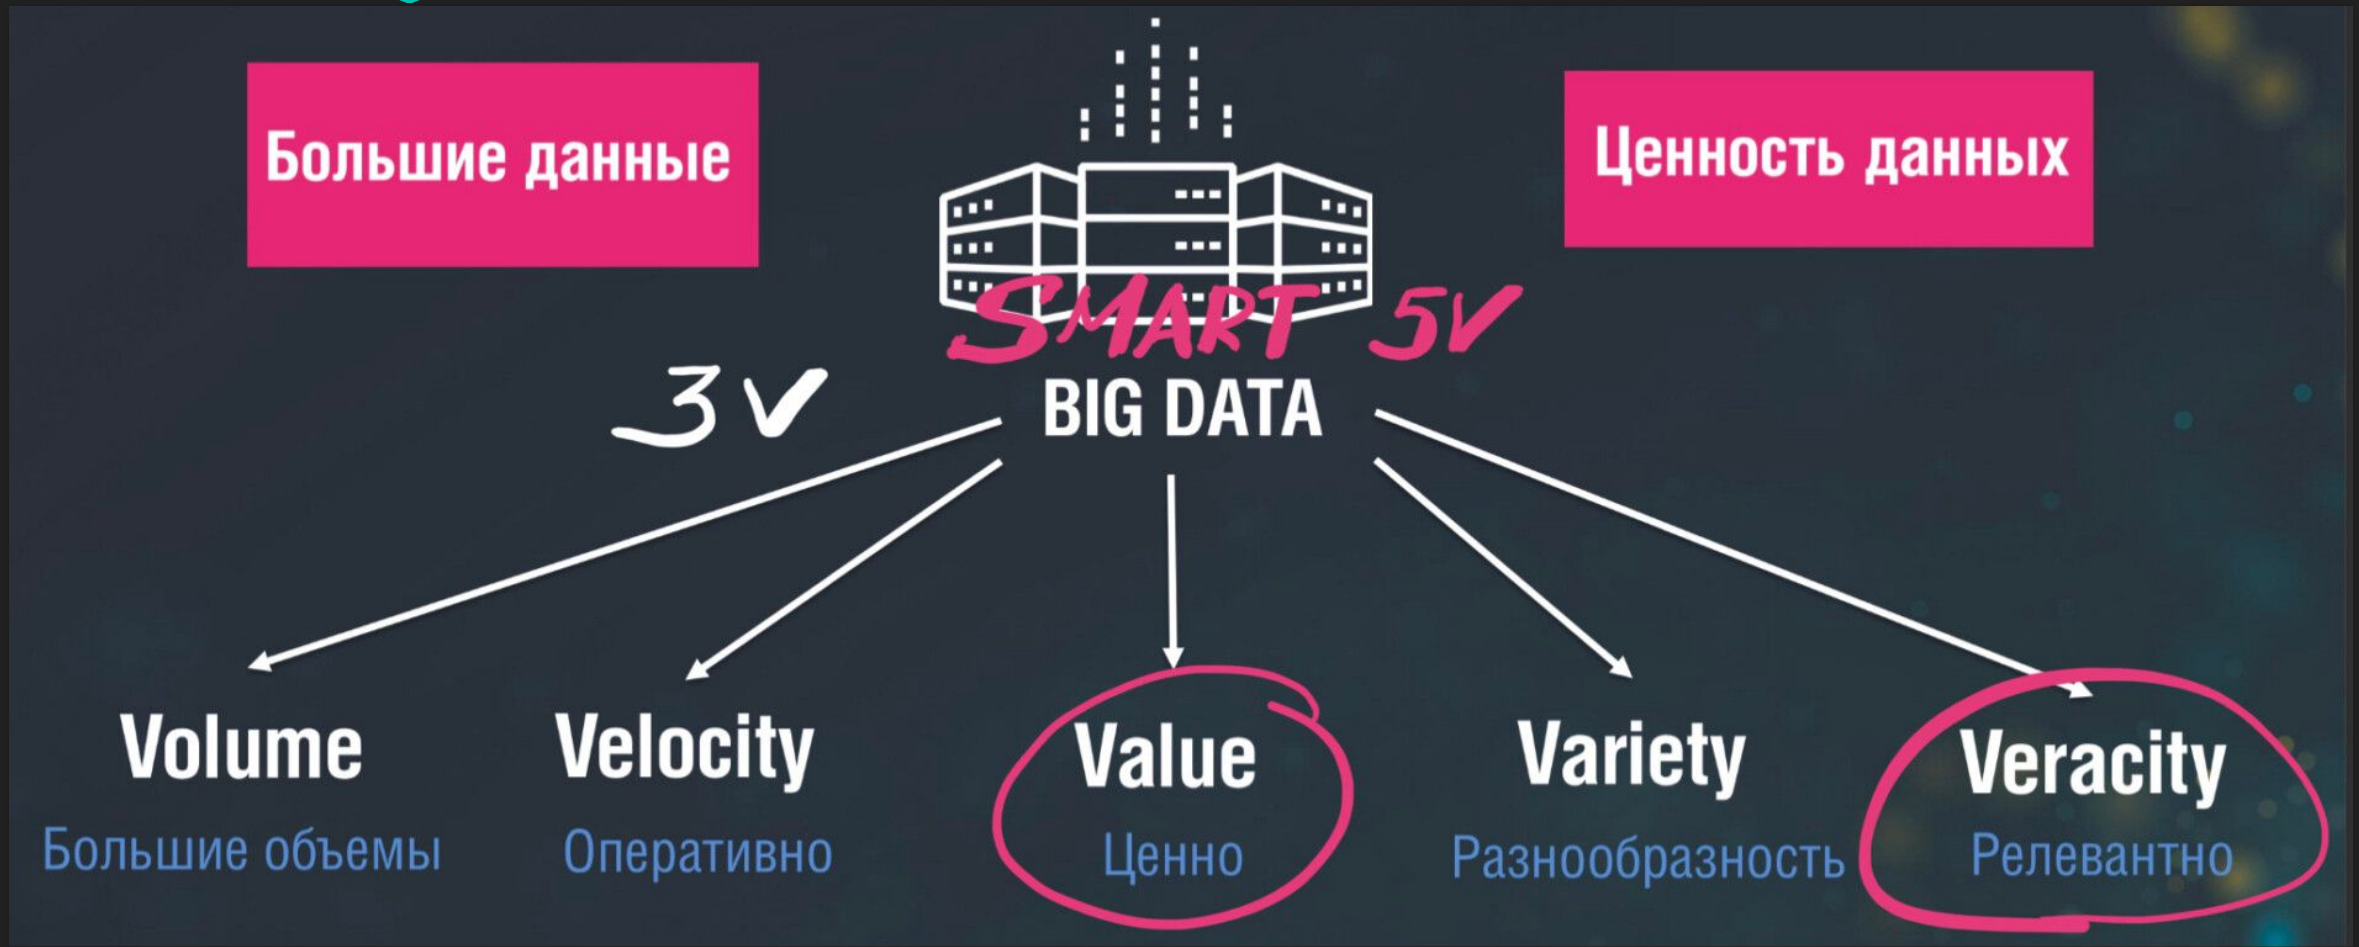 Большие данные
Ценность данных
SMART 5V
3V
BIG DATA
Volume
Velocity
Value
Variety
Veracity
Большие объемы
Оперативно
Ценно
Разнообразность
Релевантно